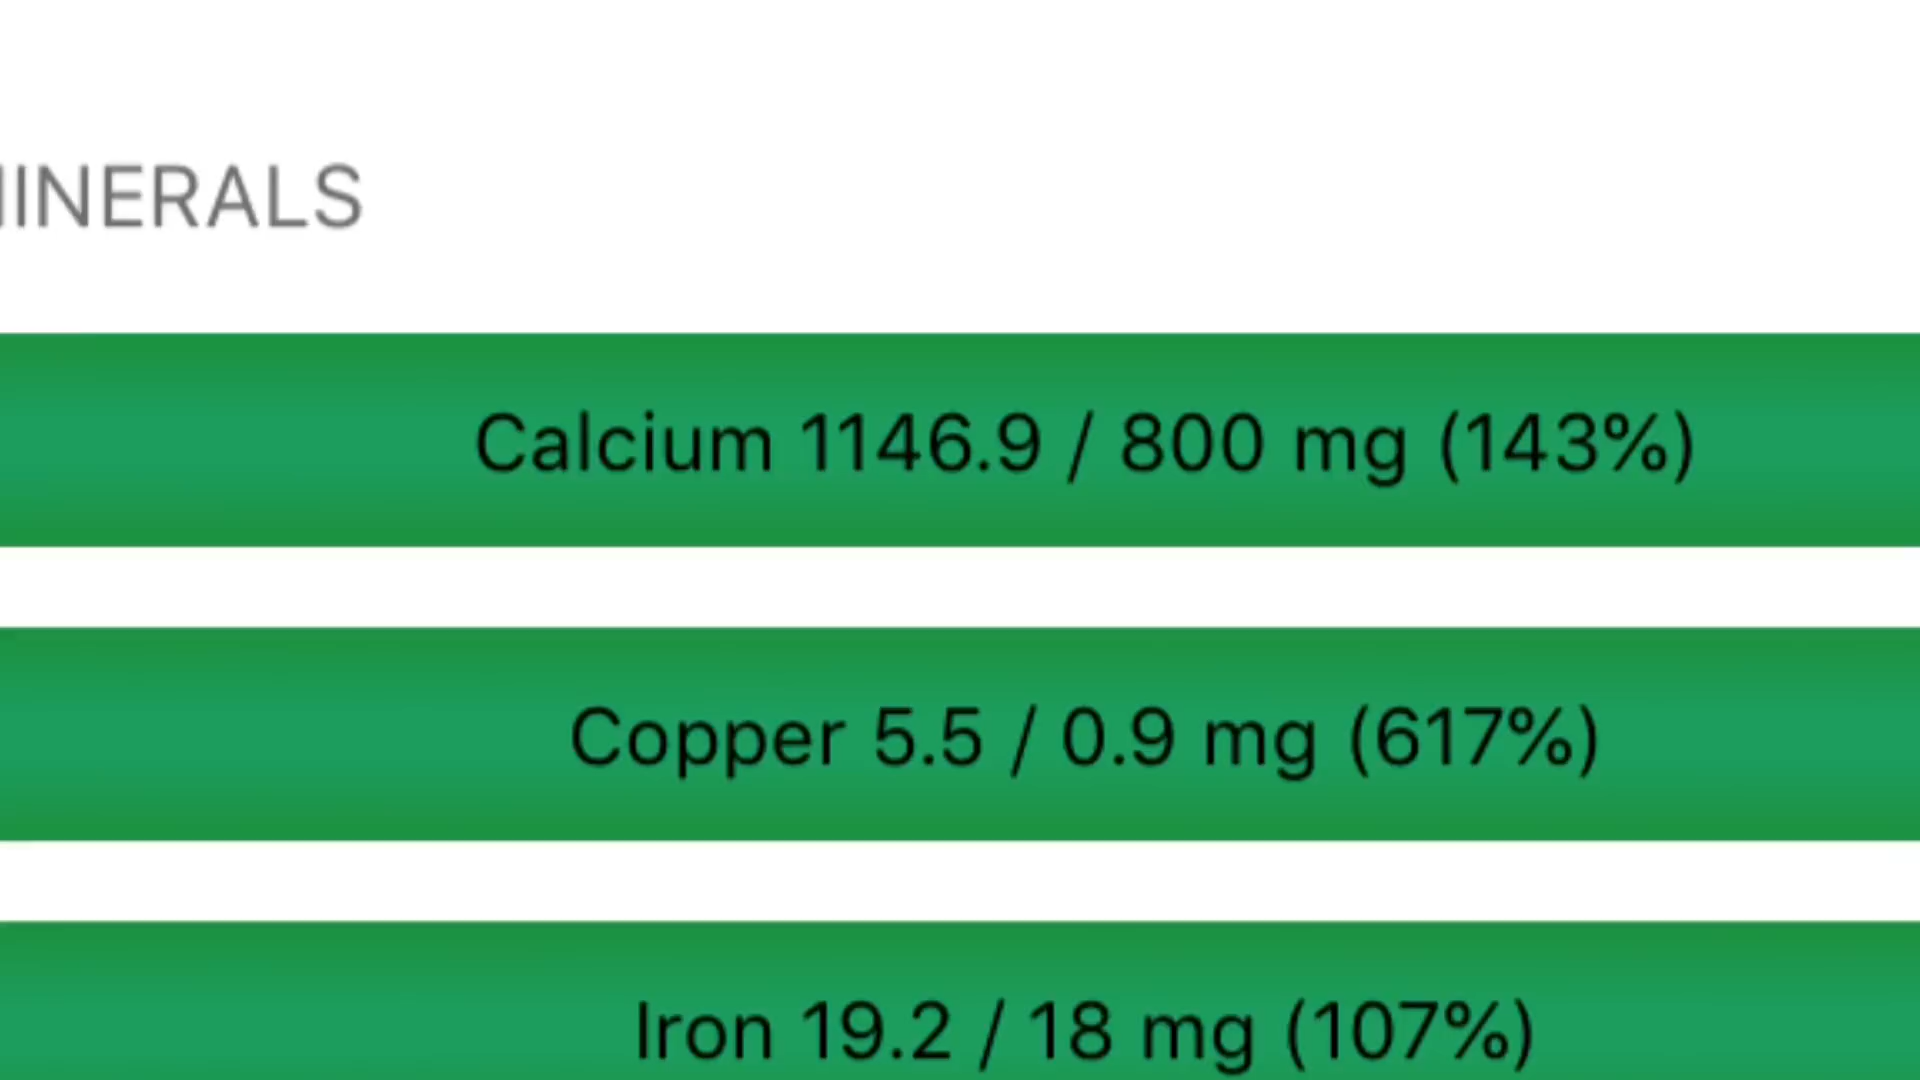 MINERALS
Calcium 1146.9 / 800 mg (143%)
Copper 5.5 / 0.9 mg (617%)
Iron 19.2 / 18 mg (107%)